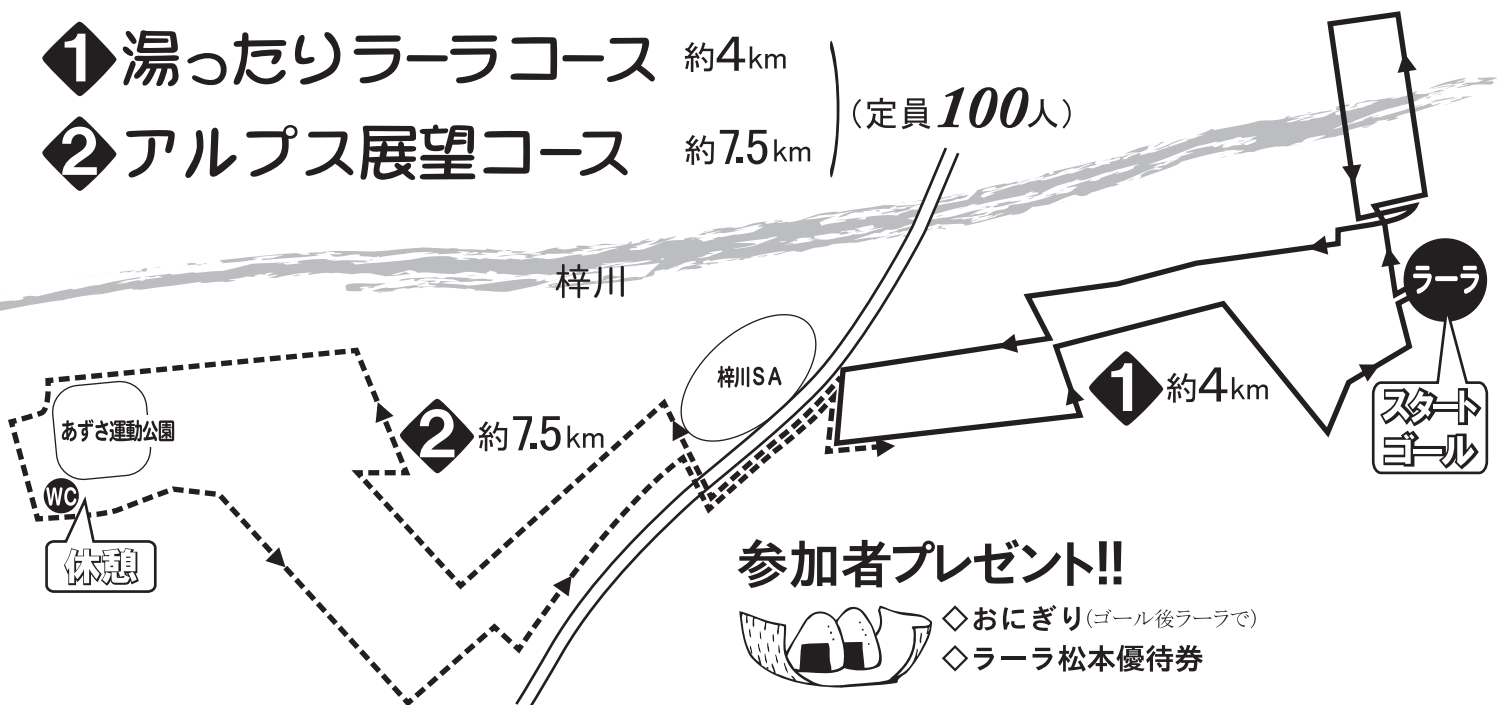 1 湯ったりラーラコース 約4km
2 アルプス展望コース 約7.5km
(定員100人)
梓川
ラーラ
梓川SA
1 約4km
スタート
ゴール
あずさ運動公園
2 約7.5km
WC
休憩
参加者プレゼント!!
◇おにぎり(ゴール後ラーラで)
◇ラーラ松本優待券